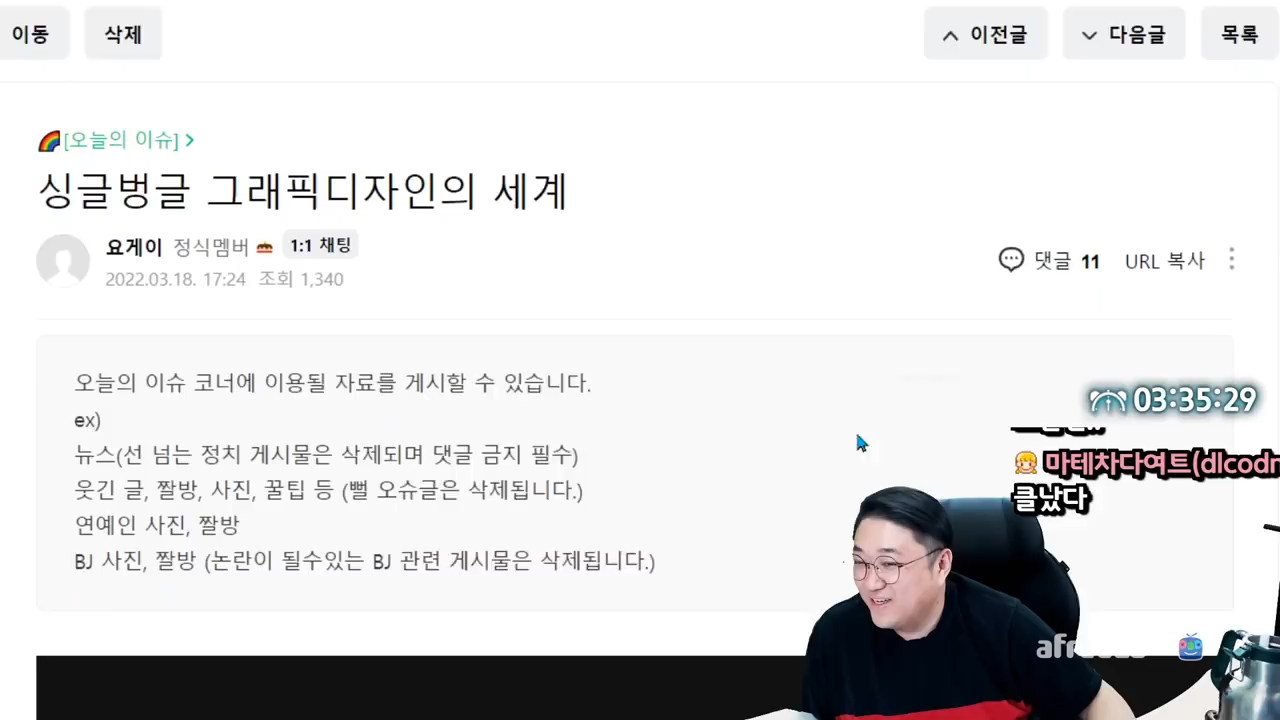 이동
삭제
이전글
다음글
목록
[오늘의 이슈]
싱글벙글 그래픽디자인의 세계
요게이 정식멤버 1:1 채팅
2022.03.18. 17:24 조회 1,340
댓글 11 URL 복사
오늘의 이슈 코너에 이용될 자료를 게시할 수 있습니다.
ex)
뉴스(선 넘는 정치 게시물은 삭제되며 댓글 금지 필수)
웃긴 글, 짤방, 사진, 꿀팁 등 (뻘 오슈글은 삭제됩니다.)
연예인 사진, 짤방
BJ 사진, 짤방 (논란이 될수있는 BJ 관련 게시물은 삭제됩니다.)
03:35:29
마테차다여트(dlcodn
클났다